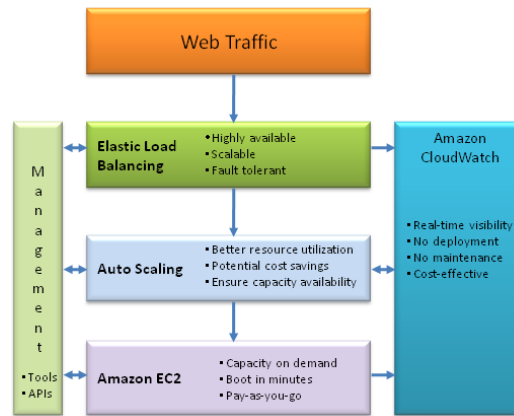 Web Traffic
Elastic Load
Balancing
• Highly available
• Scalable
• Fault tolerant
Auto Scaling
• Better resource utilization
• Potential cost savings
• Ensure capacity availability
Amazon EC2
• Capacity on demand
• Boot in minutes
• Pay-as-you-go
M
a
n
a
g
e
m
e
n
t
• Tools
• APIs
Amazon
CloudWatch
• Real-time visibility
• No deployment
• No maintenance
• Cost-effective